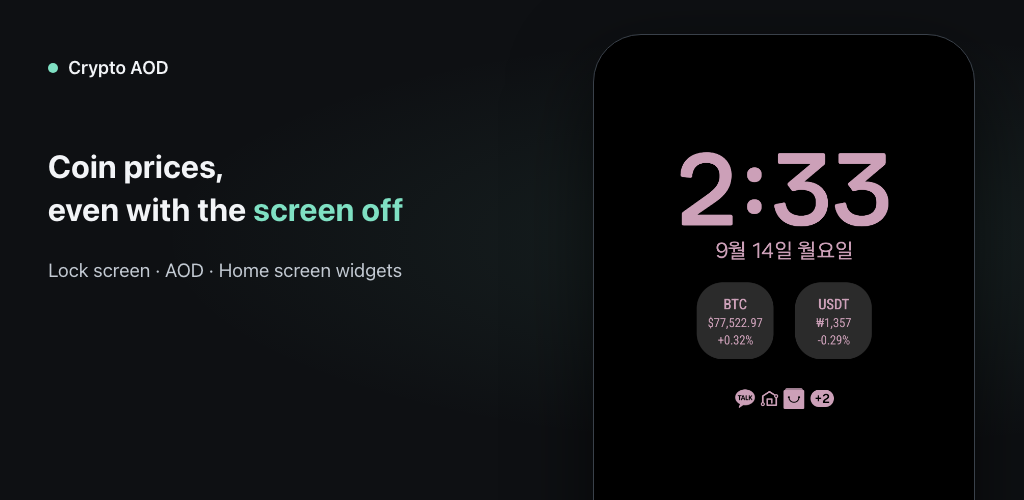 Crypto AOD
Coin prices,
even with the screen off
Lock screen · AOD · Home screen widgets
2:33
9월 14일 월요일
BTC
$77,522.97
+0.32%
USDT
₩1,357
-0.29%
TALK
+2